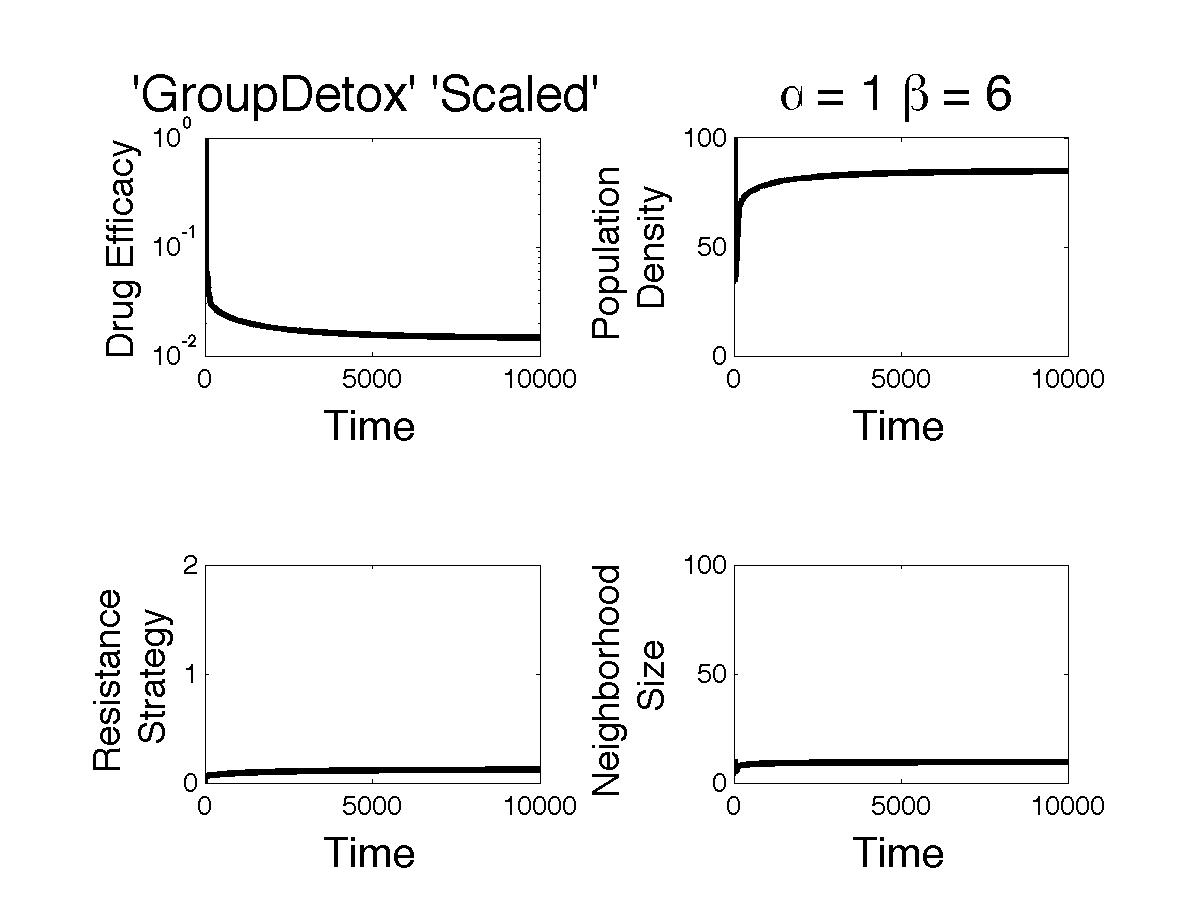 'GroupDetox' 'Scaled'
α = 1 β = 6
Drug Efficacy
10^0
10^-1
10^-2
0 5000 10000
Time
Population
Density
100
50
0
0 5000 10000
Time
Resistance
Strategy
2
1
0
0 5000 10000
Time
Neighborhood
Size
100
50
0
0 5000 10000
Time